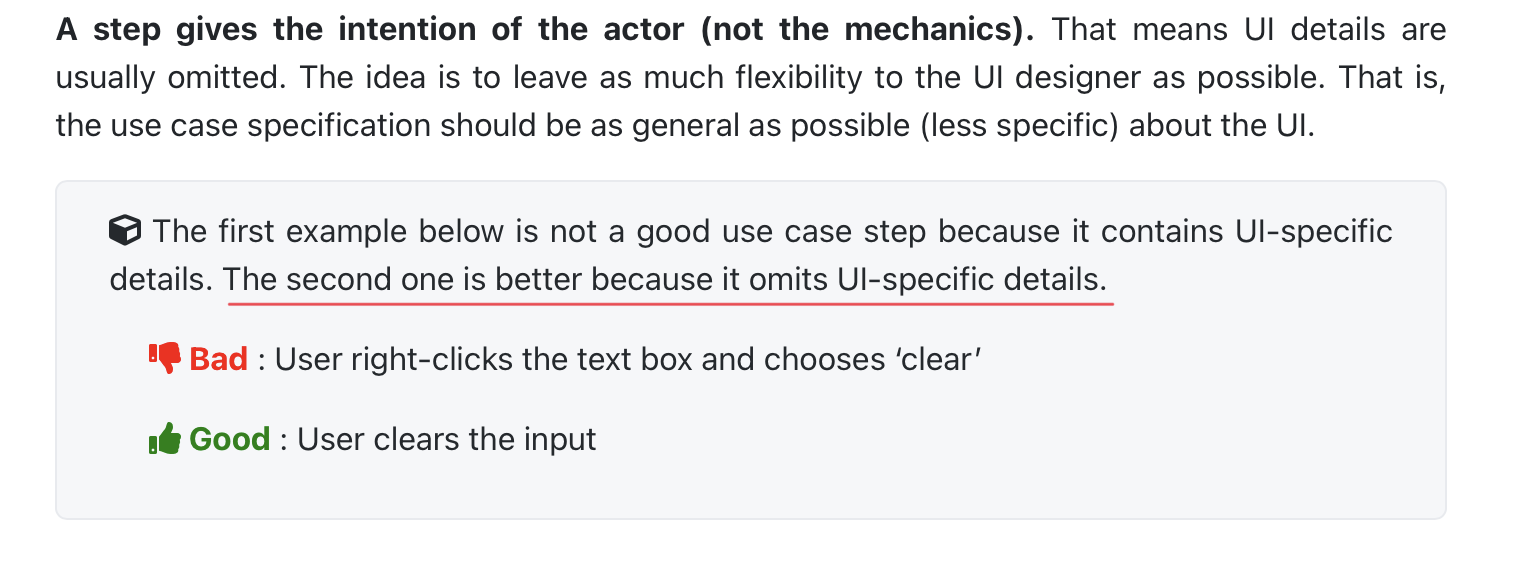 A step gives the intention of the actor (not the mechanics). That means UI details are
usually omitted. The idea is to leave as much flexibility to the UI designer as possible. That is,
the use case specification should be as general as possible (less specific) about the UI.
The first example below is not a good use case step because it contains UI-specific
details. The second one is better because it omits UI-specific details.
Bad : User right-clicks the text box and chooses ‘clear’
Good : User clears the input